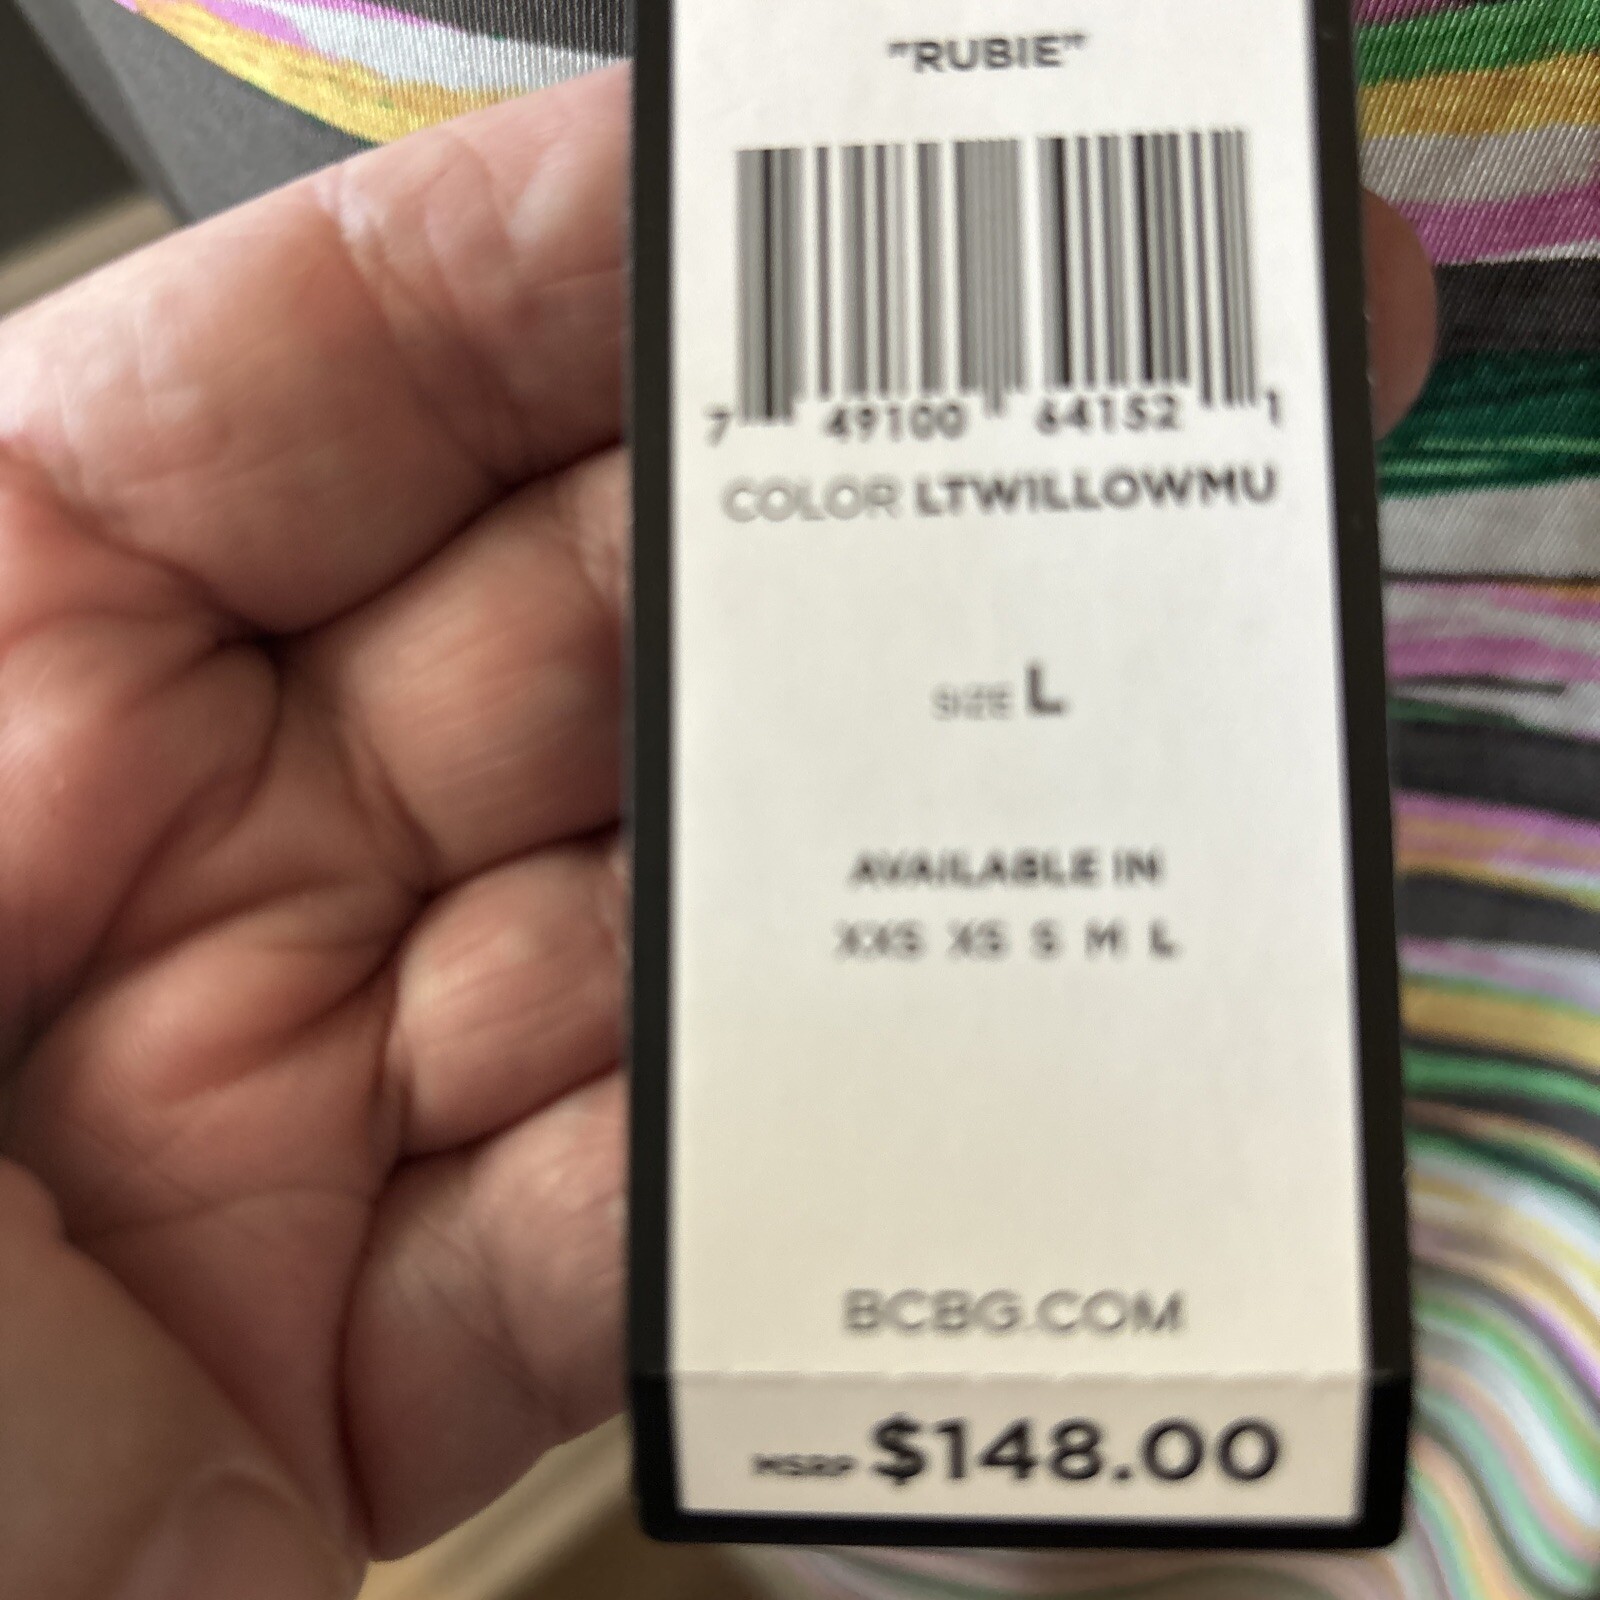 "RUBIE"
7 49100 64152 1
COLOR LTWILLOWMU
SIZE L
AVAILABLE IN
XXS XS S M L
BCBG.COM
MSRP $148.00